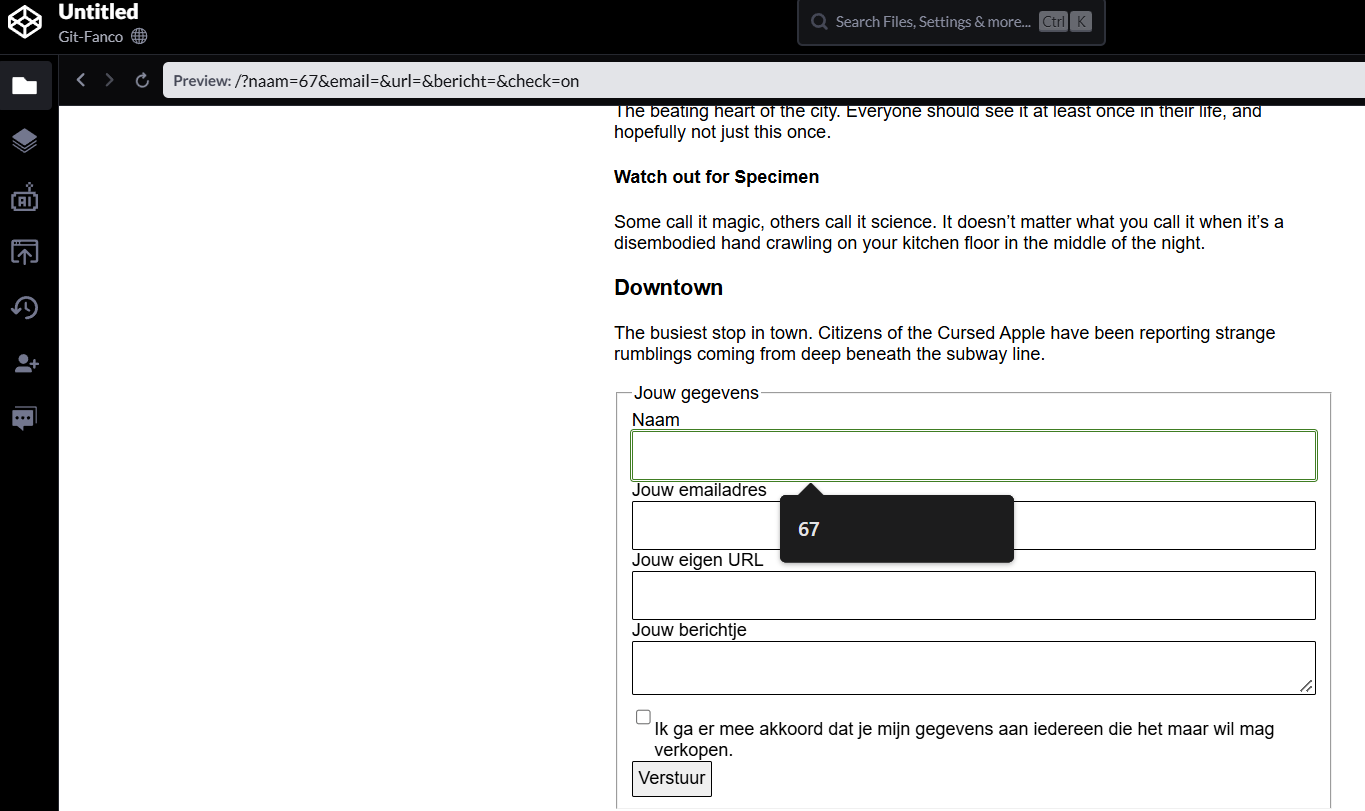 Untitled
Git-Fanco
Search Files, Settings & more... Ctrl K
Preview: /?naam=67&email=&url=&bericht=&check=on
The beating heart of the city. Everyone should see it at least once in their life, and
hopefully not just this once.
Watch out for Specimen
Some call it magic, others call it science. It doesn’t matter what you call it when it’s a
disembodied hand crawling on your kitchen floor in the middle of the night.
Downtown
The busiest stop in town. Citizens of the Cursed Apple have been reporting strange
rumblings coming from deep beneath the subway line.
Jouw gegevens
Naam
Jouw emailadres
67
Jouw eigen URL
Jouw berichtje
Ik ga er mee akkoord dat je mijn gegevens aan iedereen die het maar wil mag
verkopen.
Verstuur
AI